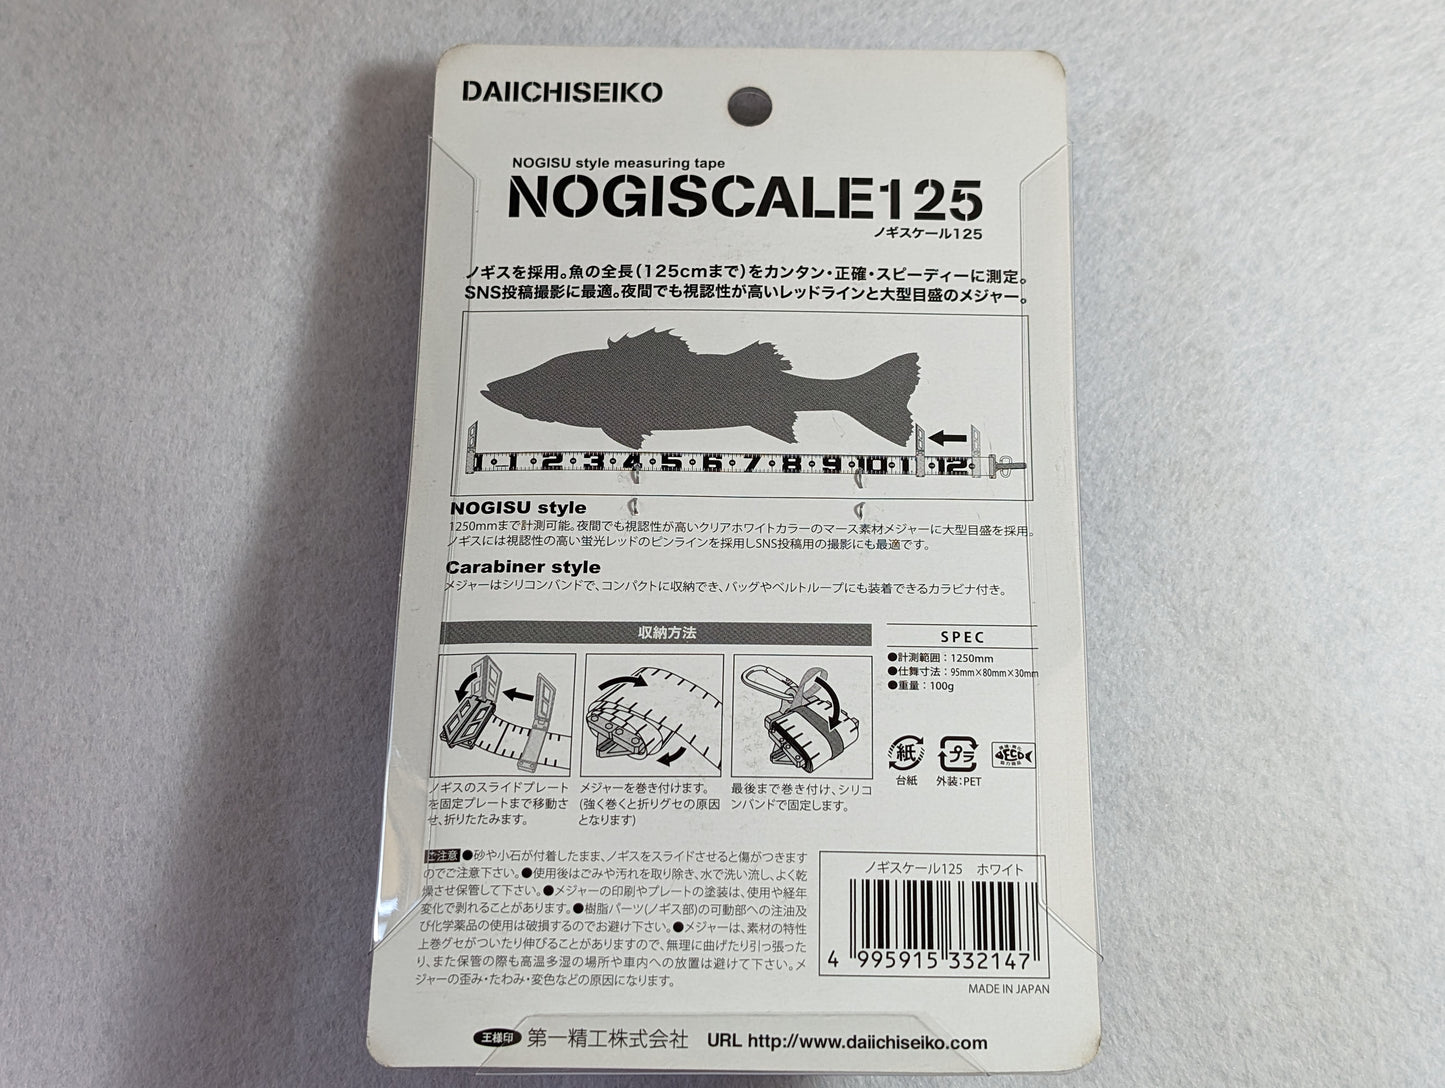 DAIICHISEIKO
NOGISU style measuring tape
NOGISCALE125
ノギスケール125
ノギスを採用。魚の全長(125cmまで)をカンタン・正確・スピーディーに測定。
SNS投稿撮影に最適。夜間でも視認性が高いレッドラインと大型目盛のメジャー。
1 2 3 4 5 6 7 8 9 10 11 12
NOGISU style
1250mmまで計測可能。夜間でも視認性が高いクリアホワイトカラーのマース素材メジャーに大型目盛を採用。
ノギスには視認性の高い蛍光レッドのピンラインを採用しSNS投稿用の撮影にも最適です。
Carabiner style
メジャーはシリコンバンドで、コンパクトに収納でき、バッグやベルトループにも装着できるカラビナ付き。
収納方法
ノギスのスライドプレート
を固定プレートまで移動さ
せ、折りたたみます。
メジャーを巻き付けます。
(強く巻くと折りグセの原因
となります)
最後まで巻き付け、シリコ
ンバンドで固定します。
SPEC
●計測範囲：1250mm
●仕舞寸法：95mm×80mm×30mm
●重量：100g
紙
台紙
プラ
外装：PET
ECO
ご注意 ●砂や小石が付着したまま、ノギスをスライドさせると傷がつきます
のでご注意下さい。●使用後はごみや汚れを取り除き、水で洗い流し、よく乾
燥させ保管して下さい。●メジャーの印刷やプレートの塗装は、使用や経年
変化で剥れることがあります。●樹脂パーツ(ノギス部)の可動部への注油及
び化学薬品の使用は破損するのでお避け下さい。●メジャーは、素材の特性
上巻グセがついたり伸びることがありますので、無理に曲げたり引っ張った
り、また保管の際も高温多湿の場所や車内への放置は避けて下さい。メ
ジャーの歪み・たわみ・変色などの原因になります。
ノギスケール125 ホワイト
4 995915 332147
MADE IN JAPAN
王様印 第一精工株式会社 URL http://www.daiichiseiko.com